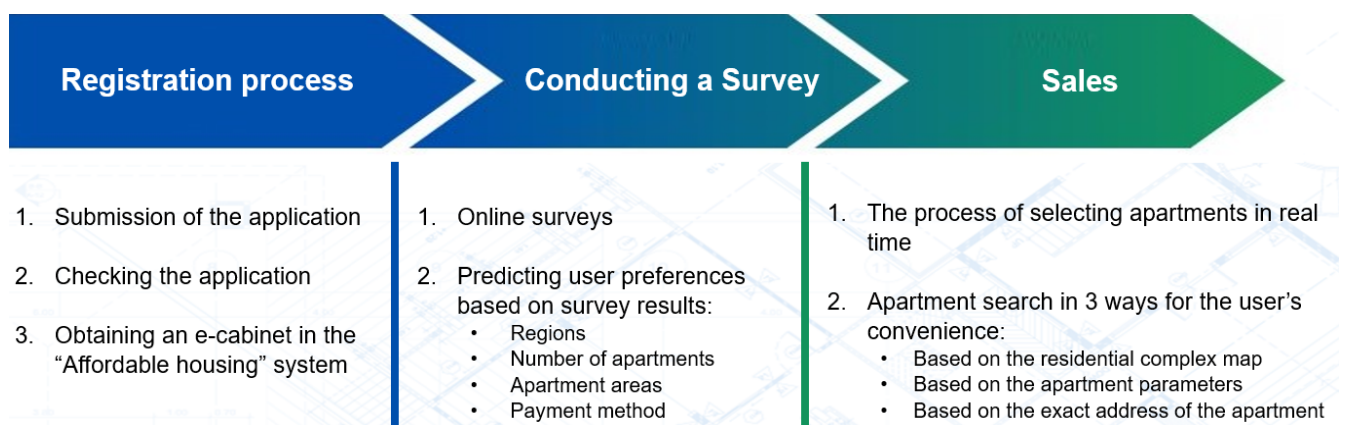 Registration process
Conducting a Survey
Sales
1. Submission of the application
2. Checking the application
3. Obtaining an e-cabinet in the
“Affordable housing” system
1. Online surveys
2. Predicting user preferences
based on survey results:
• Regions
• Number of apartments
• Apartment areas
• Payment method
1. The process of selecting apartments in real
time
2. Apartment search in 3 ways for the user’s
convenience:
• Based on the residential complex map
• Based on the apartment parameters
• Based on the exact address of the apartment